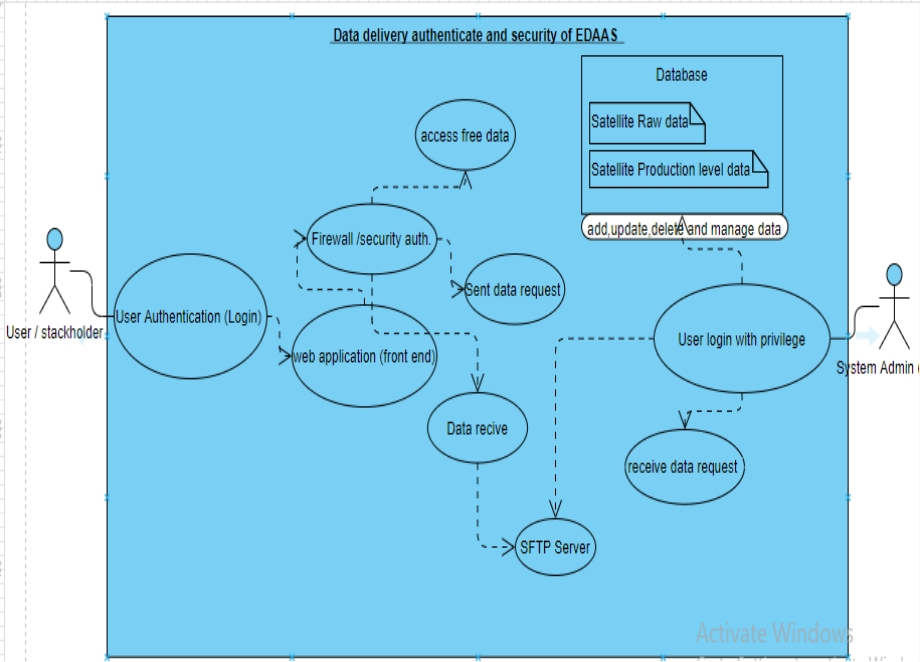 Data delivery authenticate and security of EDAAS
Database
Satellite Raw data
Satellite Production level data
add,update,delete and manage data
access free data
Firewall /security auth.
Sent data request
User / stackholder
User Authentication (Login)
web application (front end)
User login with privilege
System Admin
Data recive
receive data request
SFTP Server
Activate Windows